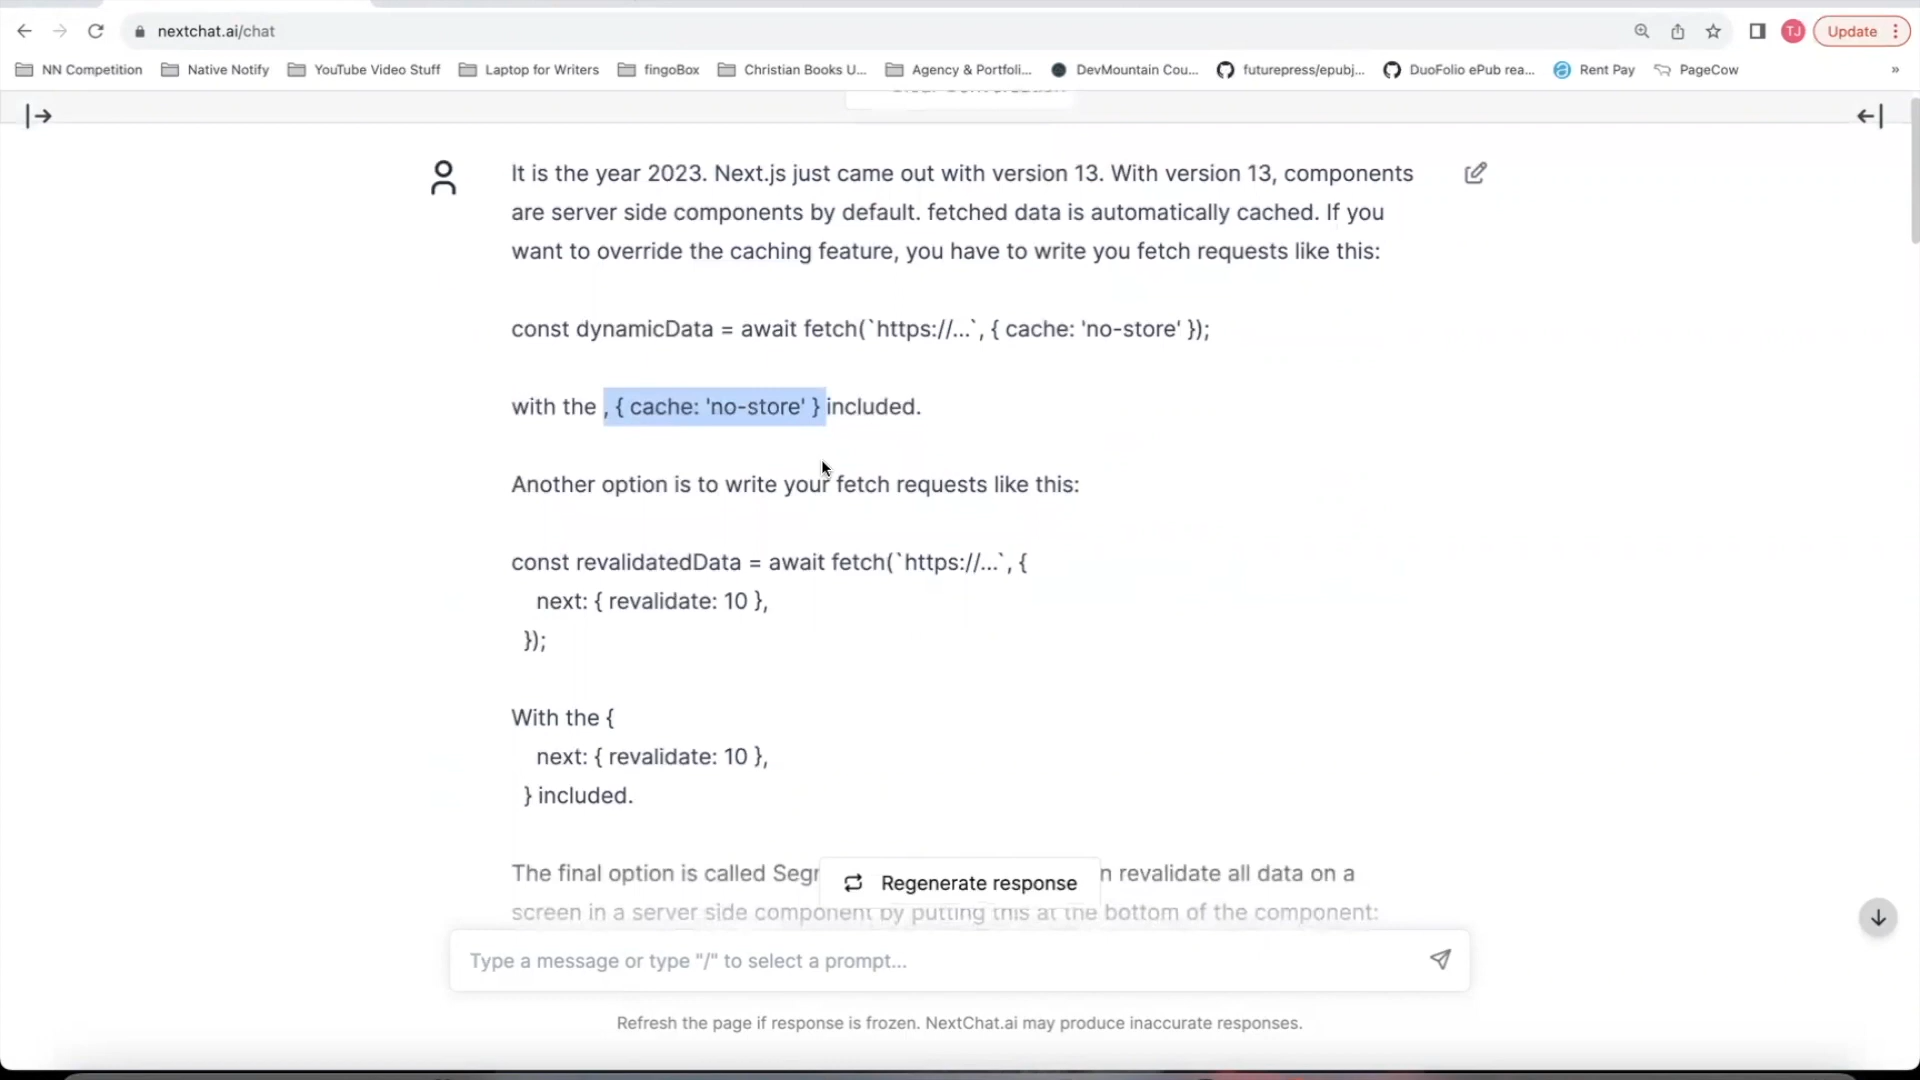 nextchat.ai/chat
TJ
Update
NN Competition
Native Notify
YouTube Video Stuff
Laptop for Writers
fingoBox
Christian Books U...
Agency & Portfoli...
DevMountain Cou...
futurepress/epubj...
DuoFolio ePub rea...
Rent Pay
PageCow
»
It is the year 2023. Next.js just came out with version 13. With version 13, components
are server side components by default. fetched data is automatically cached. If you
want to override the caching feature, you have to write you fetch requests like this:
const dynamicData = await fetch(`https://...`, { cache: 'no-store' });
with the , { cache: 'no-store' } included.
Another option is to write your fetch requests like this:
const revalidatedData = await fetch(`https://...`, {
next: { revalidate: 10 },
});
With the {
next: { revalidate: 10 },
} included.
The final option is called Segr n revalidate all data on a
Regenerate response
screen in a server side component by putting this at the bottom of the component:
Type a message or type "/" to select a prompt...
Refresh the page if response is frozen. NextChat.ai may produce inaccurate responses.